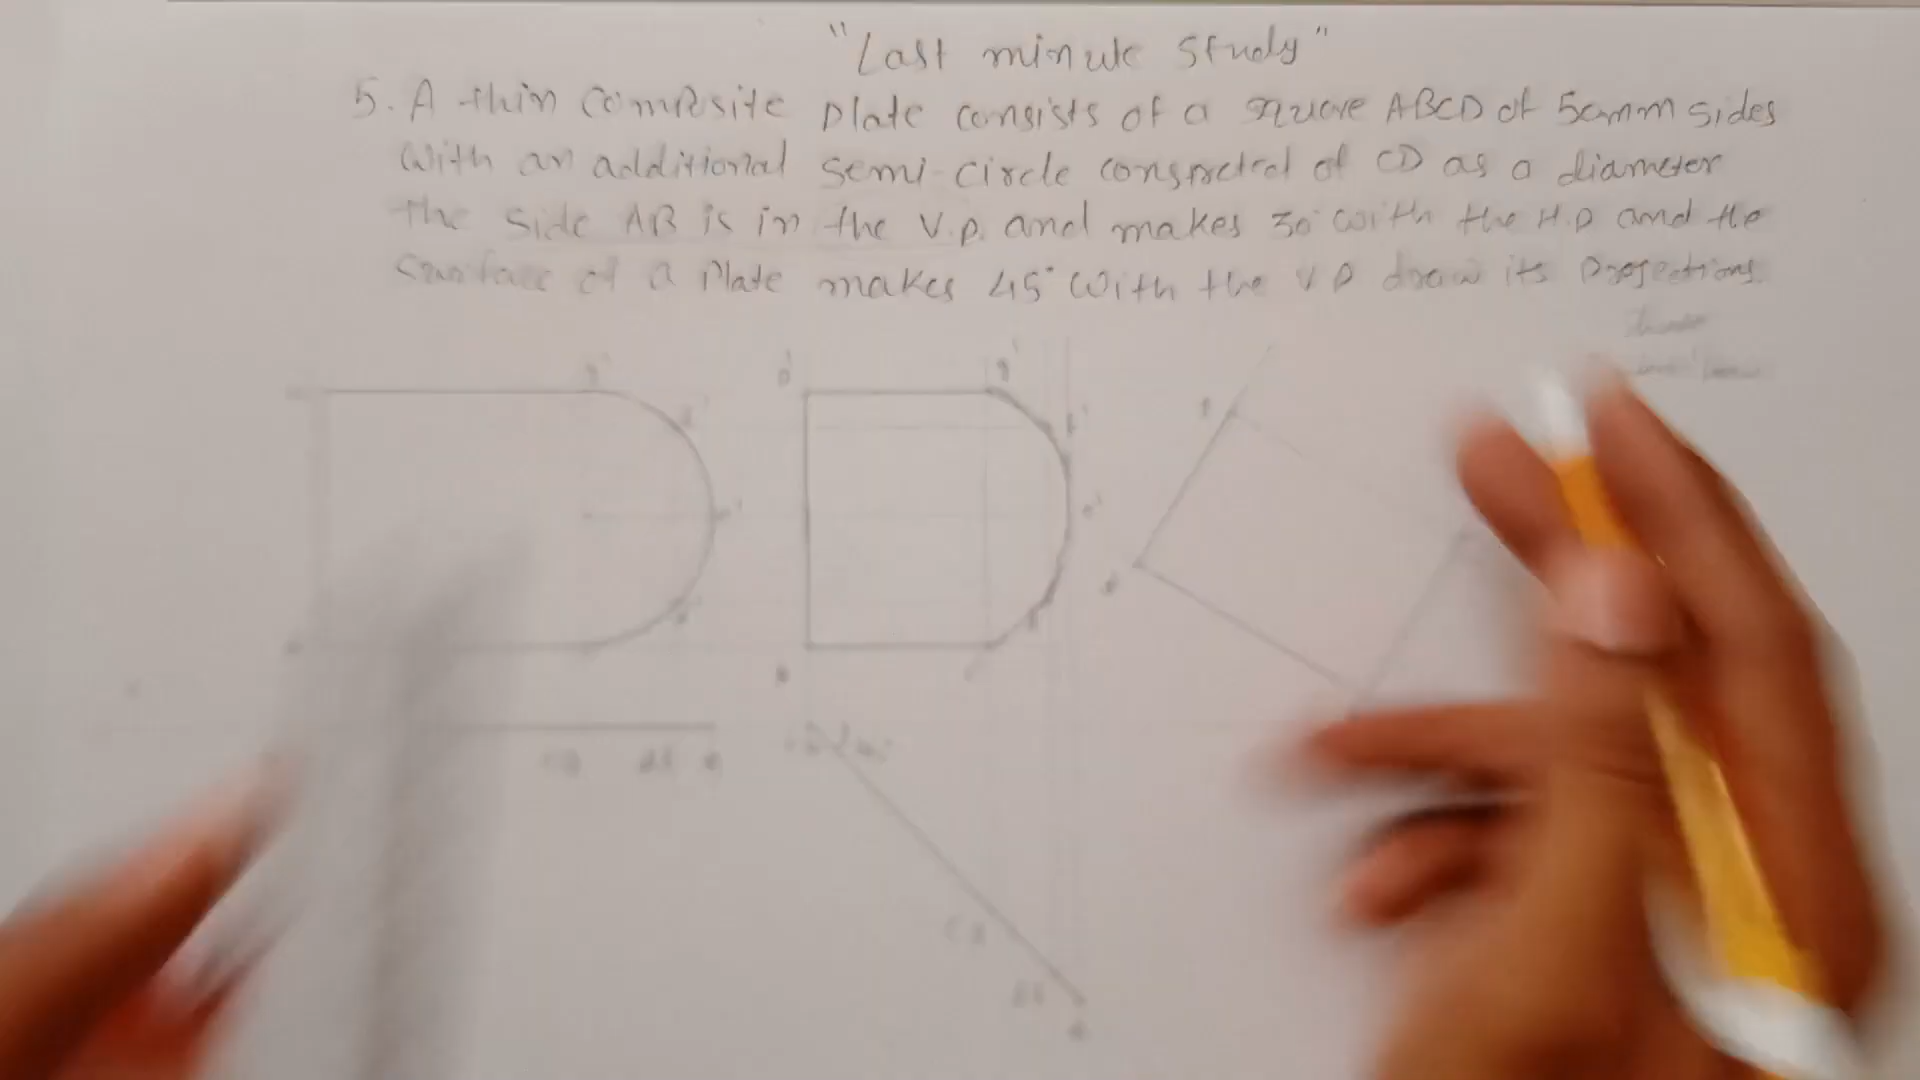 "Last minute study"
5. A thin composite plate consists of a square ABCD of 50mm sides
with an additional semi-circle of CD as a diameter
the side AB is in the V.P. and makes 30° with the H.P and the
surface of a plate makes 45° with the V P draw its projections.